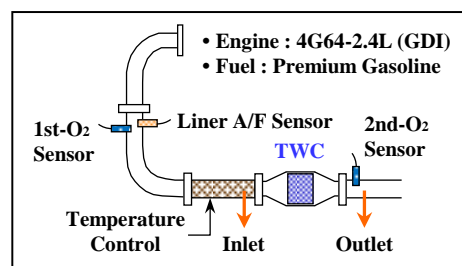 • Engine : 4G64-2.4L (GDI)
• Fuel : Premium Gasoline
1st-O₂
Sensor
Liner A/F Sensor
2nd-O₂
Sensor
TWC
Temperature
Control
Inlet
Outlet